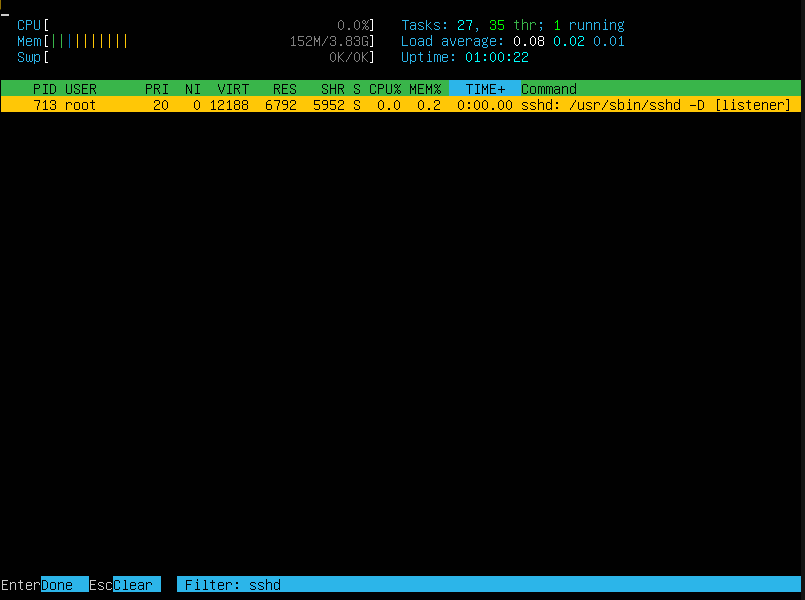 CPU[ 0.0%] Tasks: 27, 35 thr; 1 running
Mem[|||||||||| 152M/3.83G] Load average: 0.08 0.02 0.01
Swp[ 0K/0K] Uptime: 01:00:22
PID USER PRI NI VIRT RES SHR S CPU% MEM% TIME+ Command
713 root 20 0 12188 6792 5952 S 0.0 0.2 0:00.00 sshd: /usr/sbin/sshd -D [listener]
EnterDone EscClear Filter: sshd